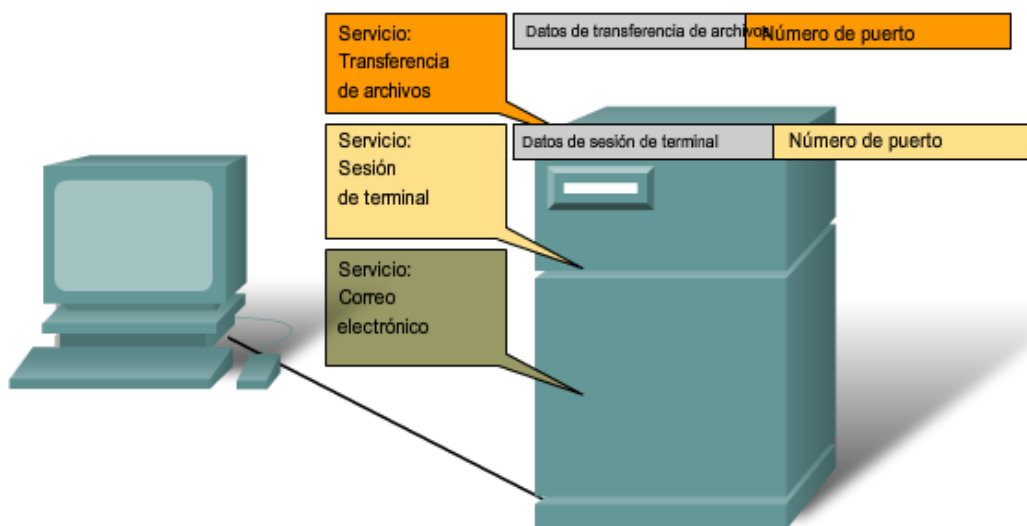 Servicio:
Transferencia
de archivos
Datos de transferencia de archivos
Número de puerto
Servicio:
Sesión
de terminal
Datos de sesión de terminal
Número de puerto
Servicio:
Correo
electrónico